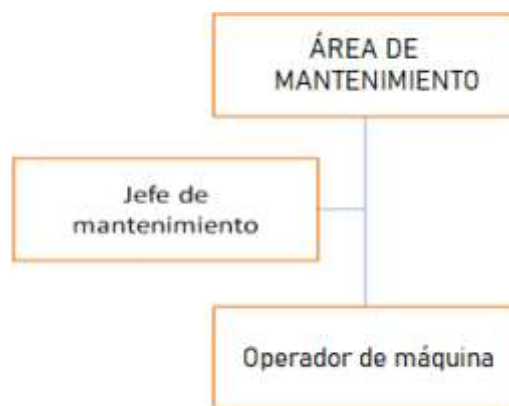 ÁREA DE
MANTENIMIENTO
Jefe de
mantenimiento
Operador de máquina